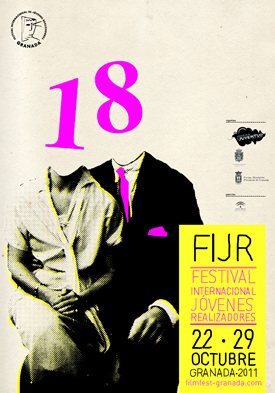 GRANADA
18
FIJR
FESTIVAL
INTERNACIONAL
JÓVENES
REALIZADORES
22 · 29
OCTUBRE
GRANADA·2011
filmfest-granada.com